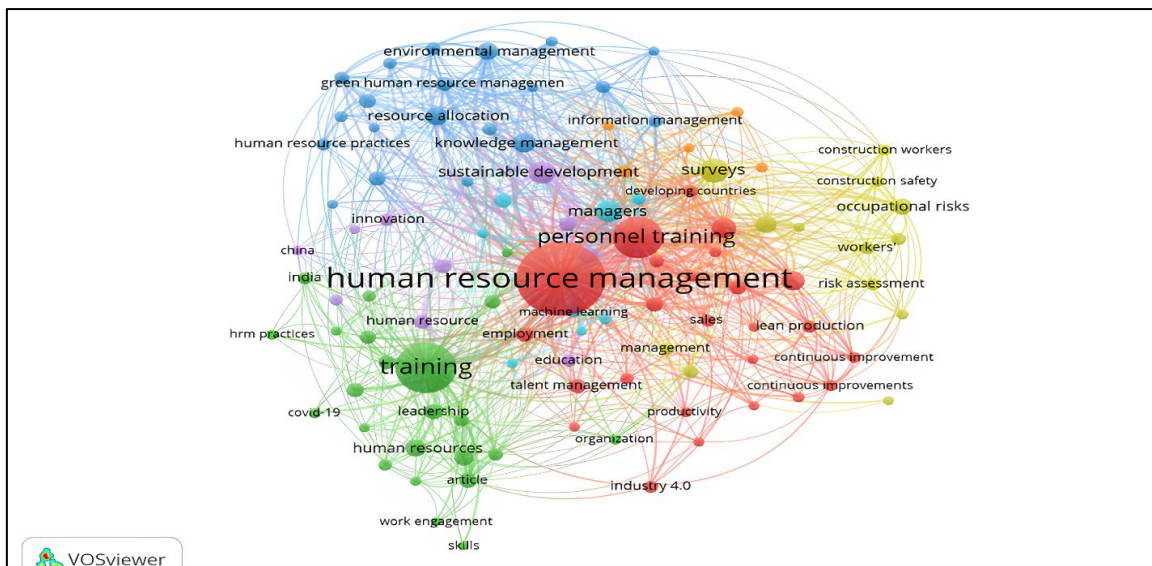 environmental management
green human resource managemen
resource allocation
information management
human resource practices
knowledge management
construction workers
sustainable development
surveys
construction safety
developing countries
managers
occupational risks
innovation
personnel training
workers'
china
india
human resource management
risk assessment
machine learning
hrm practices
human resource
employment
sales
lean production
training
education
management
continuous improvement
talent management
continuous improvements
covid-19
leadership
productivity
human resources
organization
article
industry 4.0
work engagement
skills
VOSviewer